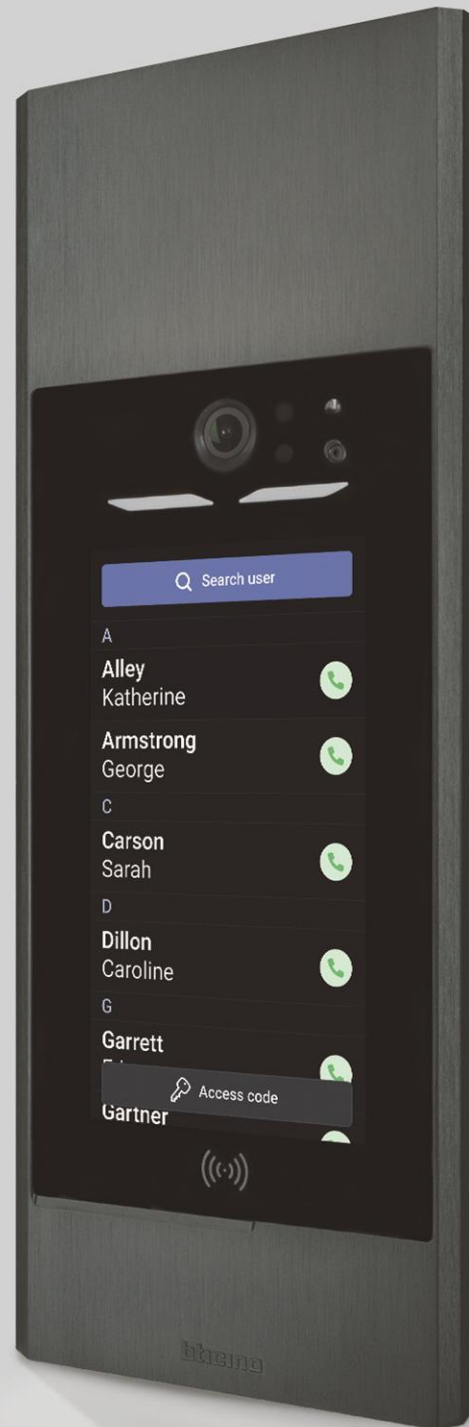 Search user
A
Alley
Katherine
Armstrong
George
C
Carson
Sarah
D
Dillon
Caroline
G
Garrett
Access code
Gartner
bticino